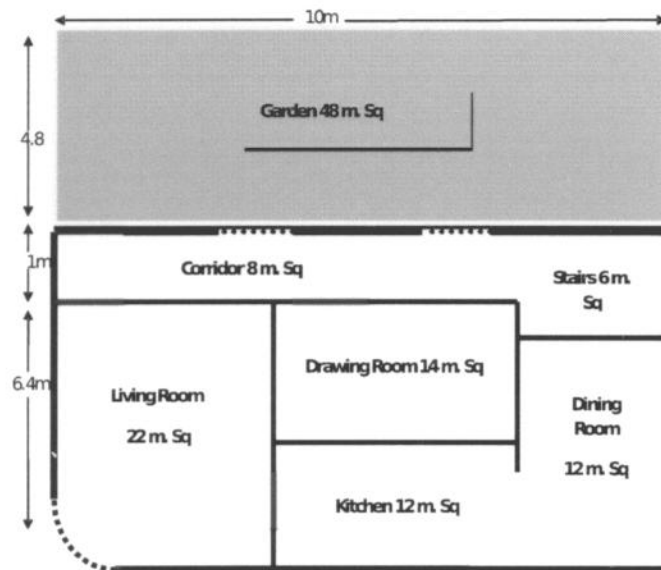 10m
Garden 48 m. Sq
4.8
1m
Corridor 8 m. Sq
Stairs 6 m.
Sq
6.4m
Drawing Room 14 m. Sq
Living Room
22 m. Sq
Dining
Room
12 m. Sq
Kitchen 12 m. Sq